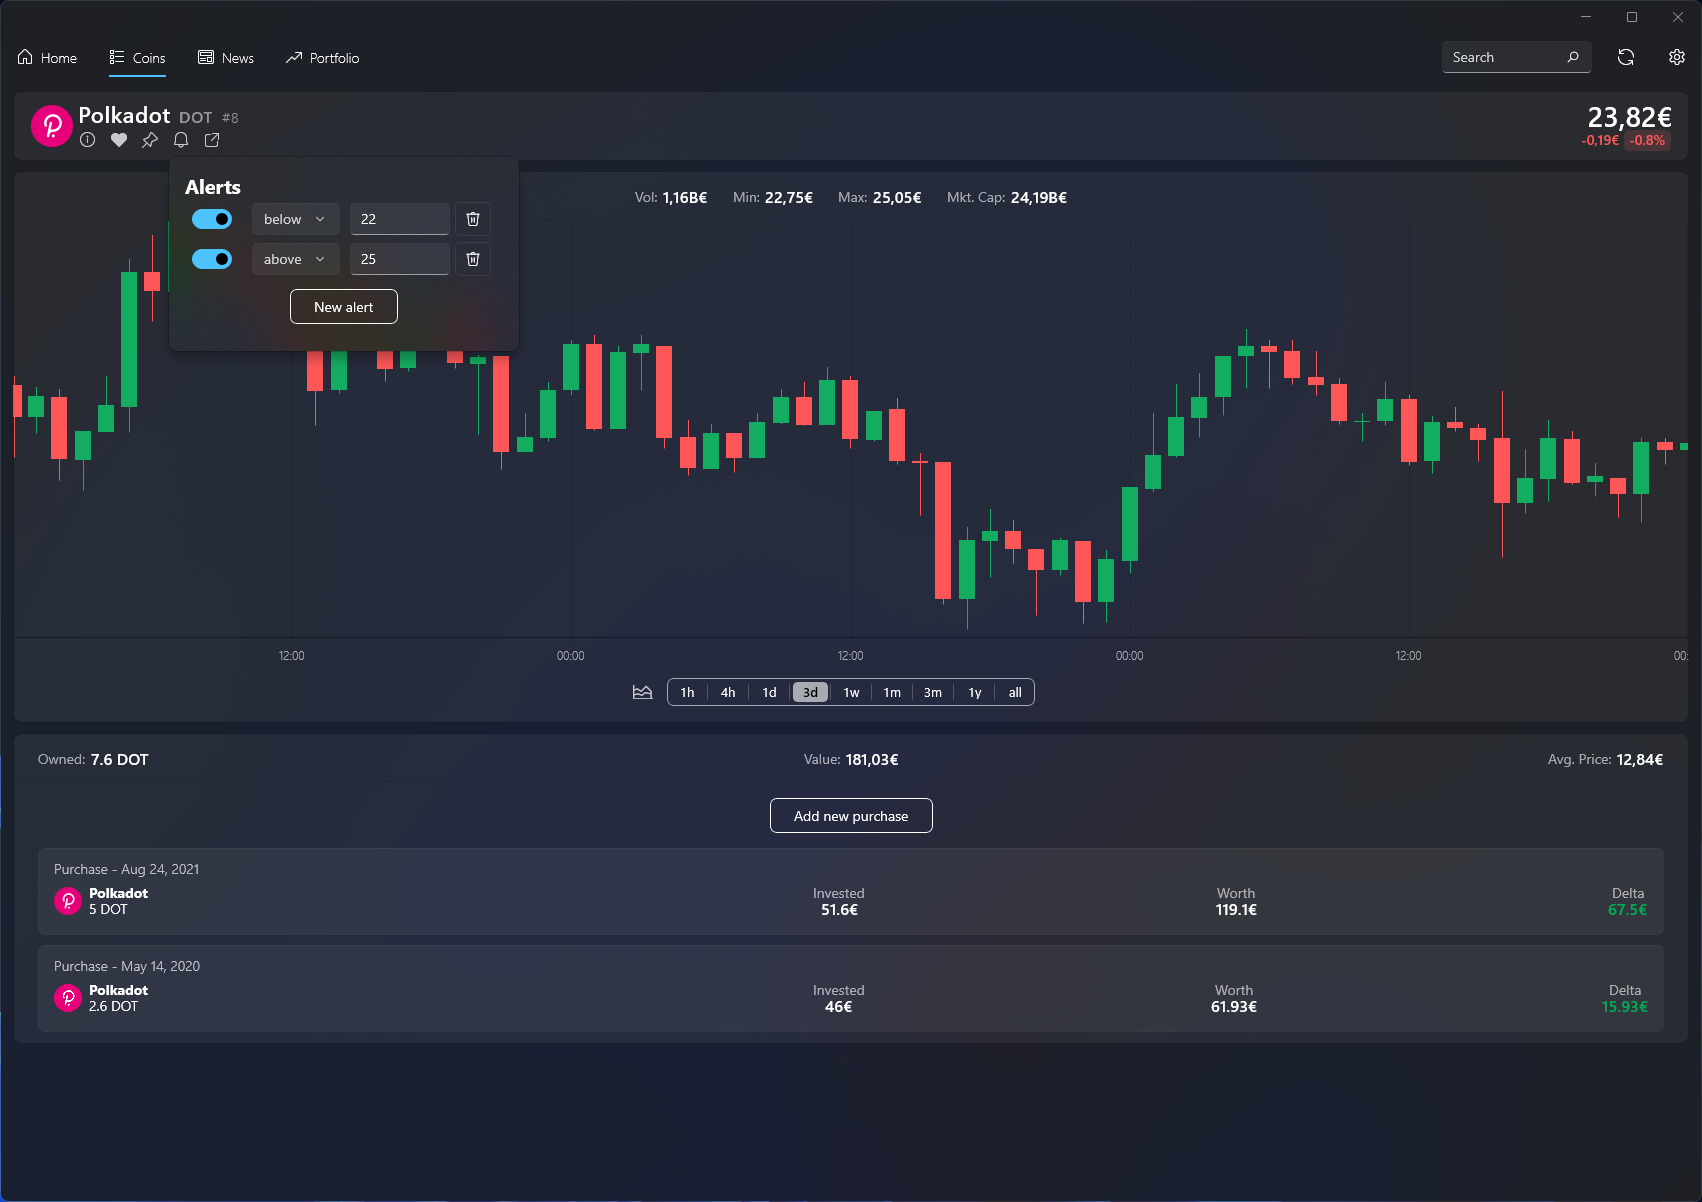 Home Coins News Portfolio Search
Polkadot DOT #8
23,82€
-0,19€ -0.8%
Alerts
below 22
above 25
New alert
Vol: 1,16B€ Min: 22,75€ Max: 25,05€ Mkt. Cap: 24,19B€
12:00 00:00 12:00 00:00 12:00 00:
1h 4h 1d 3d 1w 1m 3m 1y all
Owned: 7.6 DOT Value: 181,03€ Avg. Price: 12,84€
Add new purchase
Purchase - Aug 24, 2021
Polkadot Invested Worth Delta
5 DOT 51.6€ 119.1€ 67.5€
Purchase - May 14, 2020
Polkadot Invested Worth Delta
2.6 DOT 46€ 61.93€ 15.93€